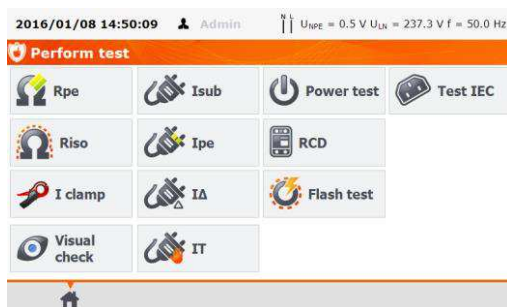 2016/01/08 14:50:09 Admin N L UNPE = 0.5 V ULN = 237.3 V f = 50.0 Hz
Perform test
Rpe Isub Power test Test IEC
Riso Ipe RCD
I clamp IΔ Flash test
Visual
check IT